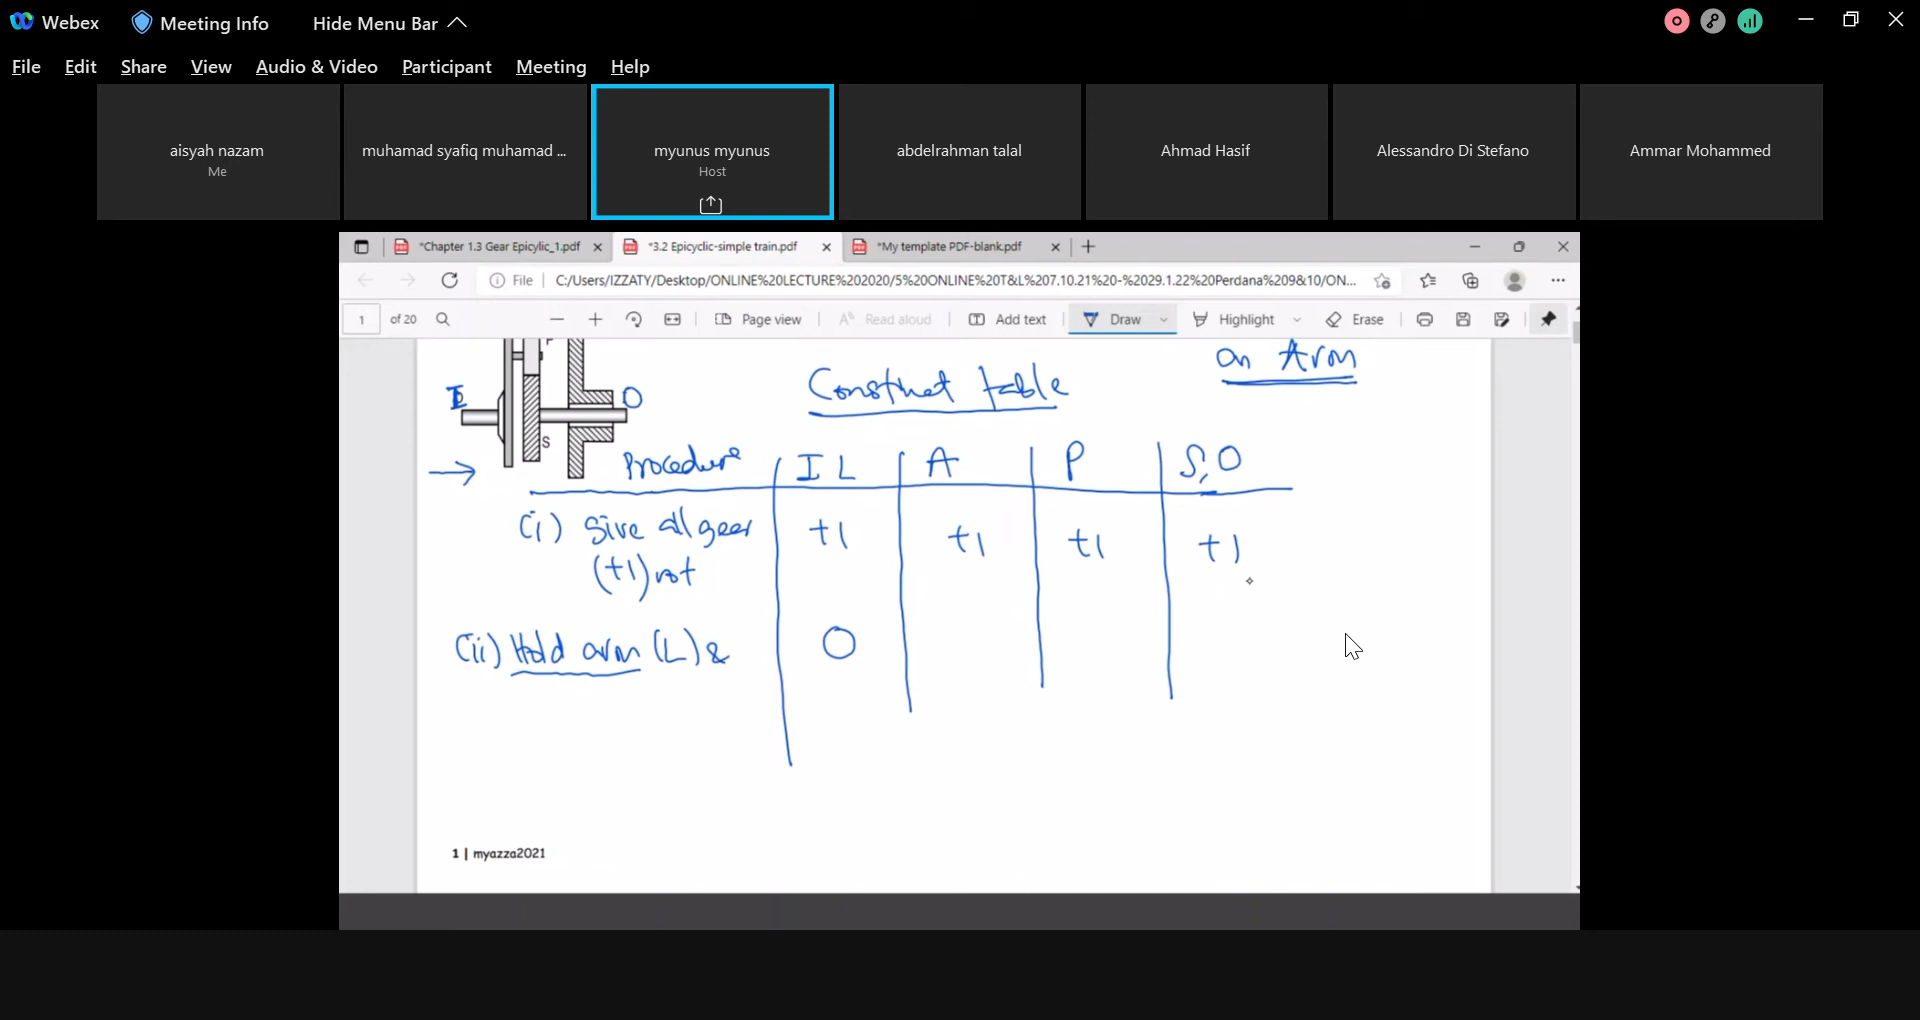 Webex Meeting Info Hide Menu Bar
File Edit Share View Audio & Video Participant Meeting Help
aisyah nazam
Me
muhamad syafiq muhamad ...
myunus myunus
Host
abdelrahman talal
Ahmad Hasif
Alessandro Di Stefano
Ammar Mohammed
*Chapter 1.3 Gear Epicylic_1.pdf *3.2 Epicyclic-simple train.pdf *My template PDF-blank.pdf
File C:/Users/IZZATY/Desktop/ONLINE%20LECTURE%202020/5%20ONLINE%20T&L%207.10.21%20-%2029.1.22%20Perdana%209&10/ON...
1 of 20 Page view Read aloud Add text Draw Highlight Erase
P
on Arm
I O
Construct table
S
Procedure I L A P S,O
(i) Give all gear +1 +1 +1 +1
(+1) rot
(ii) Hold arm (L) & O
1 | myazza2021